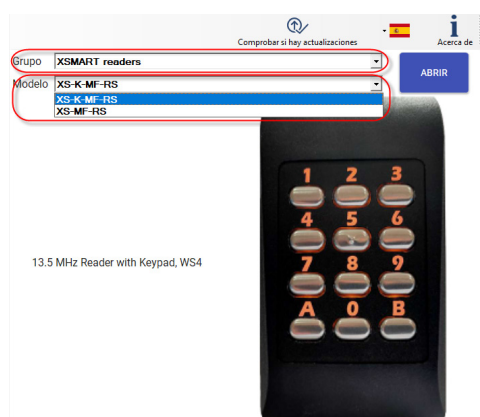 Comprobar si hay actualizaciones
Acerca de
Grupo XSMART readers
ABRIR
Modelo XS-K-MF-RS
XS-K-MF-RS
XS-MF-RS
13.5 MHz Reader with Keypad, WS4
1 2 3
4 5 6
7 8 9
A 0 B